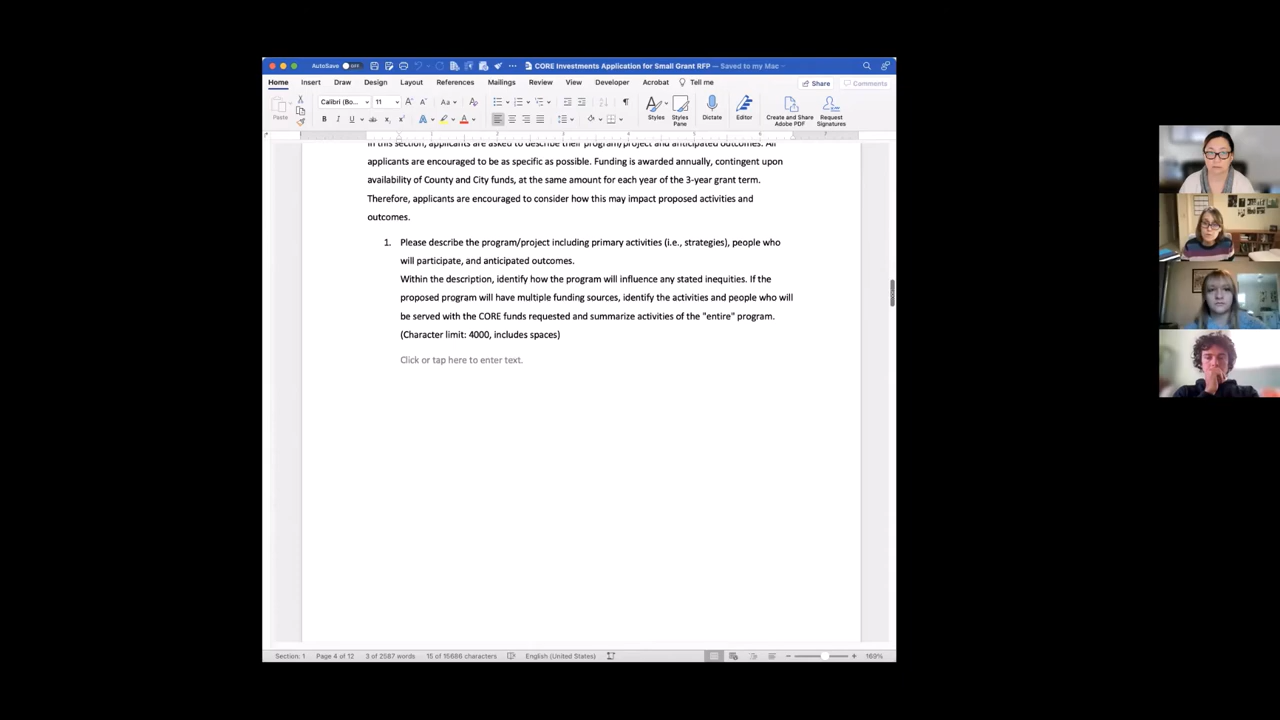 AutoSave OFF
CORE Investments Application for Small Grant RFP — Saved to my Mac
Home Insert Draw Design Layout References Mailings Review View Developer Acrobat Tell me
Share Comments
Paste
Calibri (Bo... 11
Styles
Styles Pane
Dictate
Editor
Create and Share Adobe PDF
Request Signatures
In this section, applicants are asked to describe their program/project and anticipated outcomes. All
applicants are encouraged to be as specific as possible. Funding is awarded annually, contingent upon
availability of County and City funds, at the same amount for each year of the 3-year grant term.
Therefore, applicants are encouraged to consider how this may impact proposed activities and
outcomes.
1. Please describe the program/project including primary activities (i.e., strategies), people who
will participate, and anticipated outcomes.
Within the description, identify how the program will influence any stated inequities. If the
proposed program will have multiple funding sources, identify the activities and people who will
be served with the CORE funds requested and summarize activities of the "entire" program.
(Character limit: 4000, includes spaces)
Click or tap here to enter text.
Section: 1 Page 4 of 12 3 of 2587 words 15 of 15686 characters English (United States) 169%